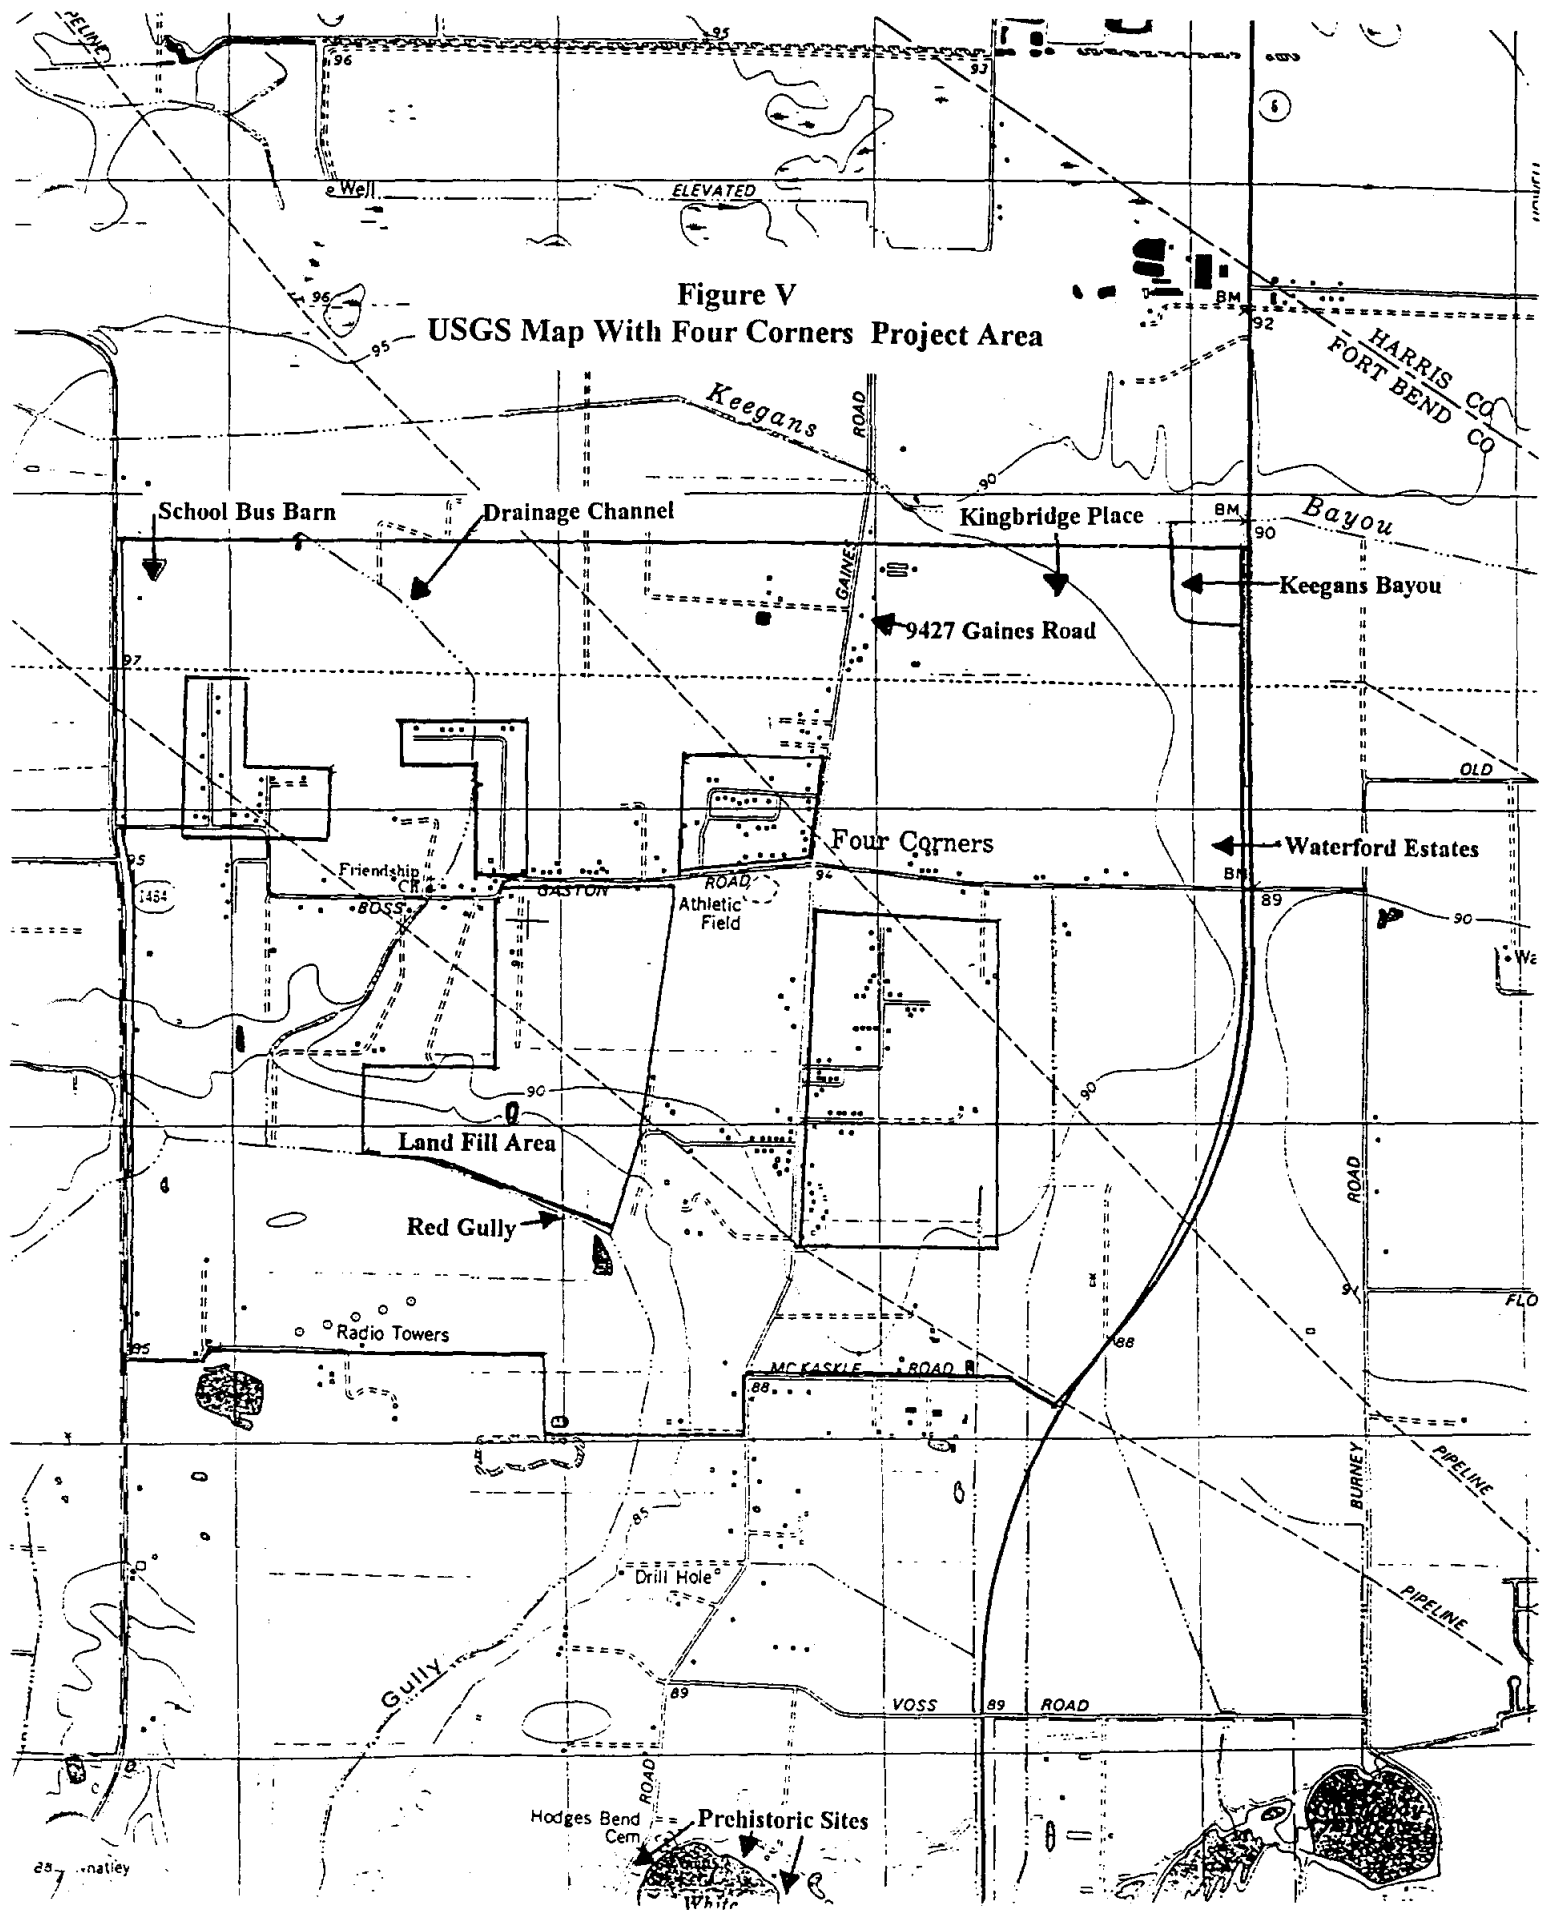 PELINE
95
96
93
6
Well
ELEVATED
Figure V
USGS Map With Four Corners Project Area
96
95
BM
92
HARRIS CO
FORT BEND CO
Keegans
ROAD
90
School Bus Barn
Drainage Channel
Kingbridge Place
BM
Bayou
90
GAINES
Keegans Bayou
9427 Gaines Road
97
OLD
Four Corners
Waterford Estates
95
Friendship
CH
GASTON
ROAD
94
BM
1464
BOSS
Athletic
Field
89
90
90
90
Land Fill Area
ROAD
Red Gully
91
Radio Towers
88
85
MC KASKLE ROAD
88
PIPELINE
BURNEY
85
Drill Hole
PIPELINE
Gully
89
VOSS
89
ROAD
ROAD
Hodges Bend
Cem
Prehistoric Sites
White